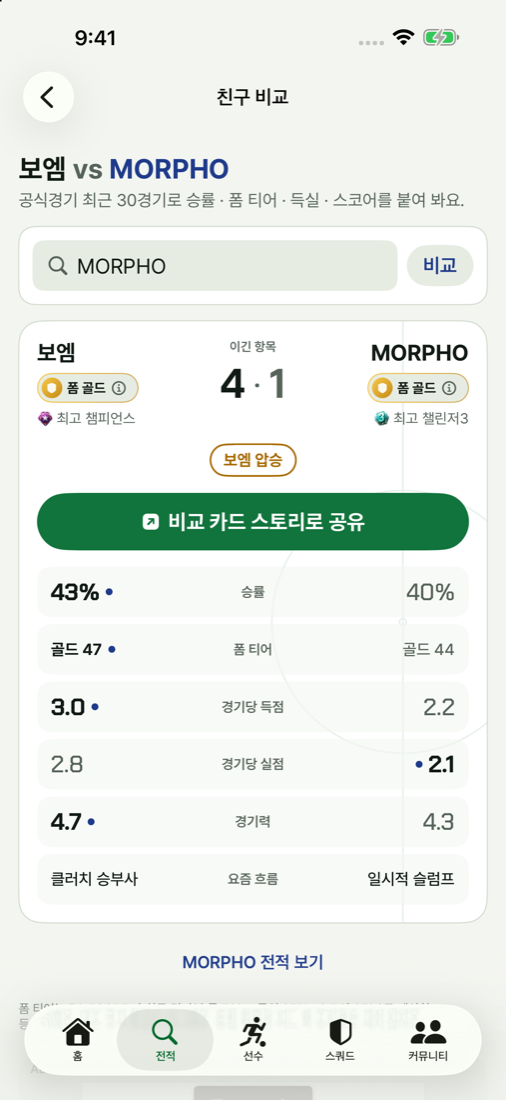 9:41
친구 비교
보엠 vs MORPHO
공식경기 최근 30경기로 승률 · 폼 티어 · 득실 · 스코어를 붙여 봐요.
MORPHO 비교
보엠 이긴 항목 MORPHO
폼 골드 4 · 1 폼 골드
최고 챔피언스 3 최고 챌린저3
보엠 압승
비교 카드 스토리로 공유
43% 승률 40%
골드 47 폼 티어 골드 44
3.0 경기당 득점 2.2
2.8 경기당 실점 2.1
4.7 경기력 4.3
클러치 승부사 요즘 흐름 일시적 슬럼프
MORPHO 전적 보기
폼
홈 전적 선수 스쿼드 커뮤니티